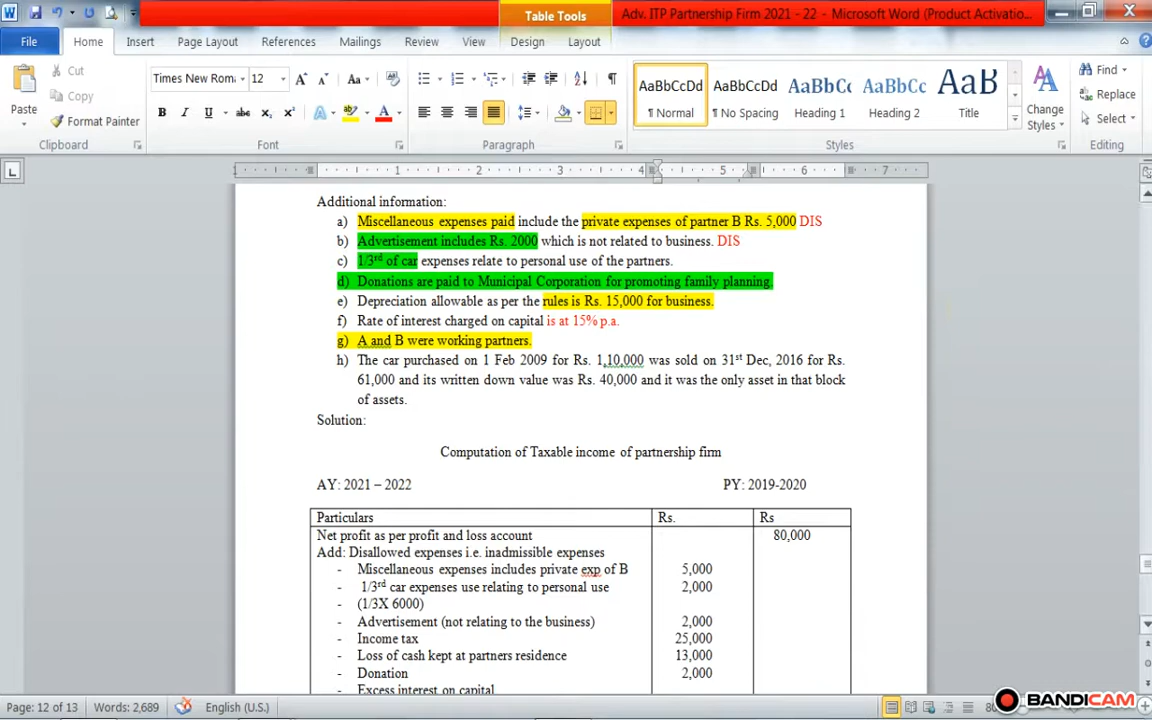 Table Tools
Adv. ITP Partnership Firm 2021 - 22 - Microsoft Word (Product Activatio...
File Home Insert Page Layout References Mailings Review View Design Layout
Paste
Cut
Copy
Format Painter
Times New Rom 12
AaBbCcDd
¶ Normal
AaBbCcDd
¶ No Spacing
AaBbCc
Heading 1
AaBbCc
Heading 2
AaB
Title
Change Styles
Find
Replace
Select
Clipboard Font Paragraph Styles Editing
Additional information:
a) Miscellaneous expenses paid include the private expenses of partner B Rs. 5,000 DIS
b) Advertisement includes Rs. 2000 which is not related to business. DIS
c) 1/3rd of car expenses relate to personal use of the partners.
d) Donations are paid to Municipal Corporation for promoting family planning.
e) Depreciation allowable as per the rules is Rs. 15,000 for business.
f) Rate of interest charged on capital is at 15% p.a.
g) A and B were working partners.
h) The car purchased on 1 Feb 2009 for Rs. 1,10,000 was sold on 31st Dec, 2016 for Rs.
61,000 and its written down value was Rs. 40,000 and it was the only asset in that block
of assets.
Solution:
Computation of Taxable income of partnership firm
AY: 2021 – 2022 PY: 2019-2020
Particulars Rs. Rs
Net profit as per profit and loss account 80,000
Add: Disallowed expenses i.e. inadmissible expenses
- Miscellaneous expenses includes private exp of B 5,000
- 1/3rd car expenses use relating to personal use 2,000
- (1/3X 6000)
- Advertisement (not relating to the business) 2,000
- Income tax 25,000
- Loss of cash kept at partners residence 13,000
- Donation 2,000
- Excess interest on capital
Page: 12 of 13 Words: 2,689 English (U.S.)
BANDICAM